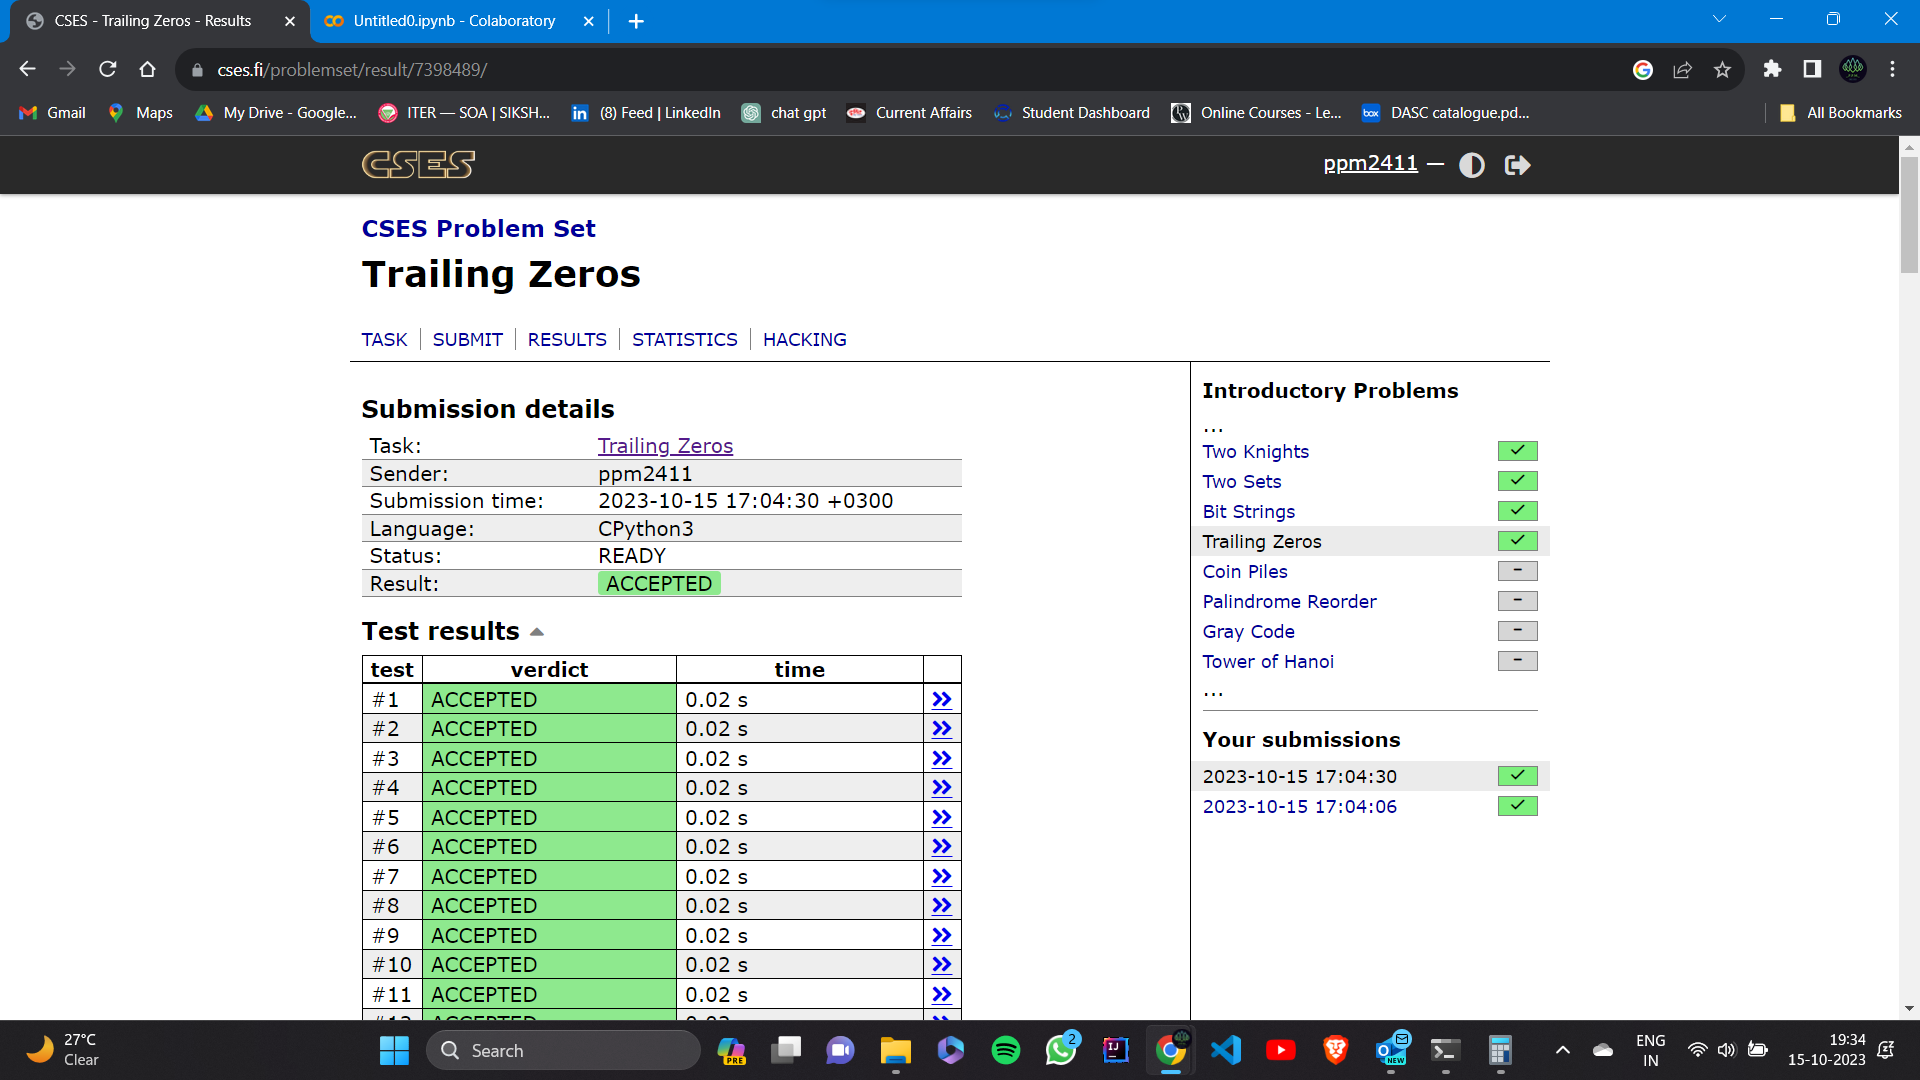 CSES - Trailing Zeros - Results
Untitled0.ipynb - Colaboratory
cses.fi/problemset/result/7398489/
Gmail
Maps
My Drive - Google...
ITER — SOA | SIKSH...
(8) Feed | LinkedIn
chat gpt
Current Affairs
Student Dashboard
Online Courses - Le...
DASC catalogue.pd...
All Bookmarks
CSES
ppm2411 —
CSES Problem Set
Trailing Zeros
TASK
SUBMIT
RESULTS
STATISTICS
HACKING
Submission details
Task: Trailing Zeros
Sender: ppm2411
Submission time: 2023-10-15 17:04:30 +0300
Language: CPython3
Status: READY
Result: ACCEPTED
Test results
test verdict time
#1 ACCEPTED 0.02 s »
#2 ACCEPTED 0.02 s »
#3 ACCEPTED 0.02 s »
#4 ACCEPTED 0.02 s »
#5 ACCEPTED 0.02 s »
#6 ACCEPTED 0.02 s »
#7 ACCEPTED 0.02 s »
#8 ACCEPTED 0.02 s »
#9 ACCEPTED 0.02 s »
#10 ACCEPTED 0.02 s »
#11 ACCEPTED 0.02 s »
Introductory Problems
...
Two Knights
Two Sets
Bit Strings
Trailing Zeros
Coin Piles –
Palindrome Reorder –
Gray Code –
Tower of Hanoi –
...
Your submissions
2023-10-15 17:04:30
2023-10-15 17:04:06
27°C
Clear
Search
PRE
2
IJ
NEW
ENG
IN
19:34
15-10-2023